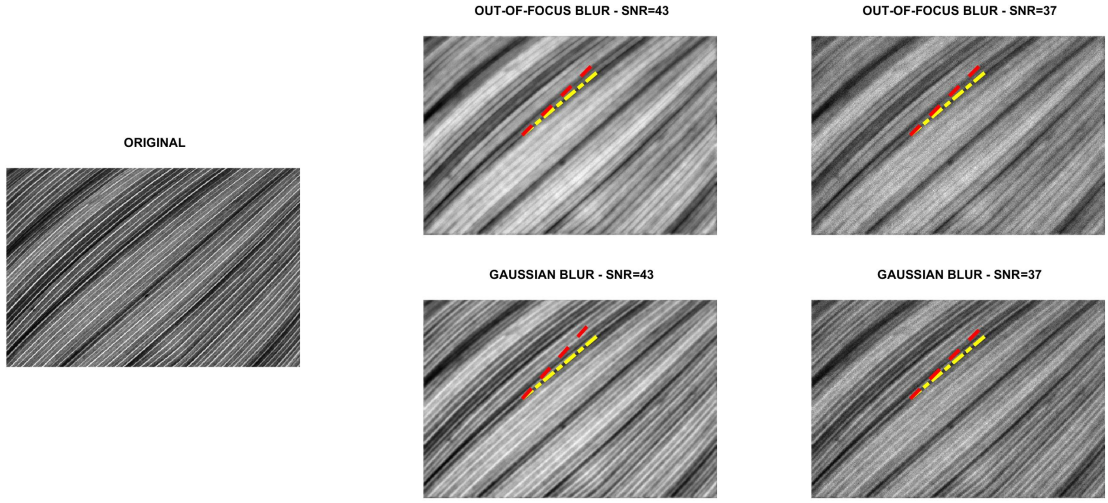 OUT-OF-FOCUS BLUR - SNR=43
OUT-OF-FOCUS BLUR - SNR=37
ORIGINAL
GAUSSIAN BLUR - SNR=43
GAUSSIAN BLUR - SNR=37